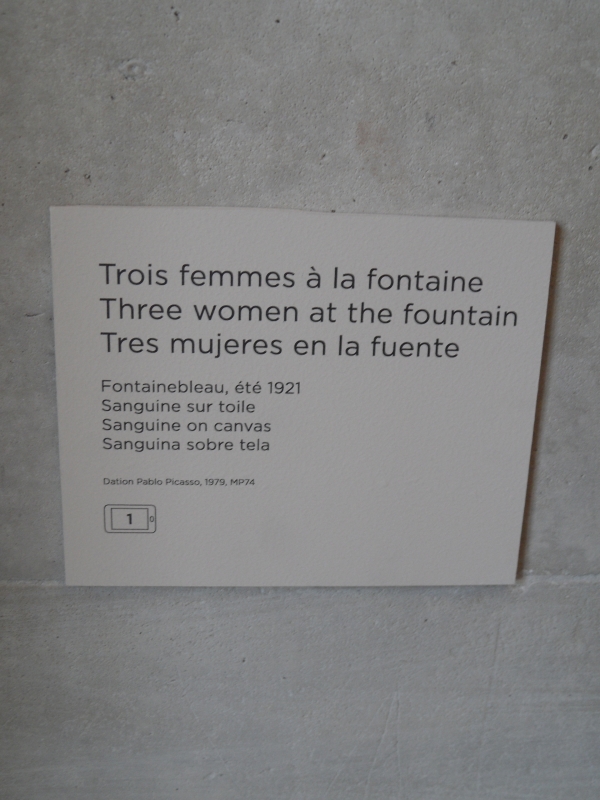 Trois femmes à la fontaine
Three women at the fountain
Tres mujeres en la fuente
Fontainebleau, été 1921
Sanguine sur toile
Sanguine on canvas
Sanguina sobre tela
Dation Pablo Picasso, 1979, MP74
1